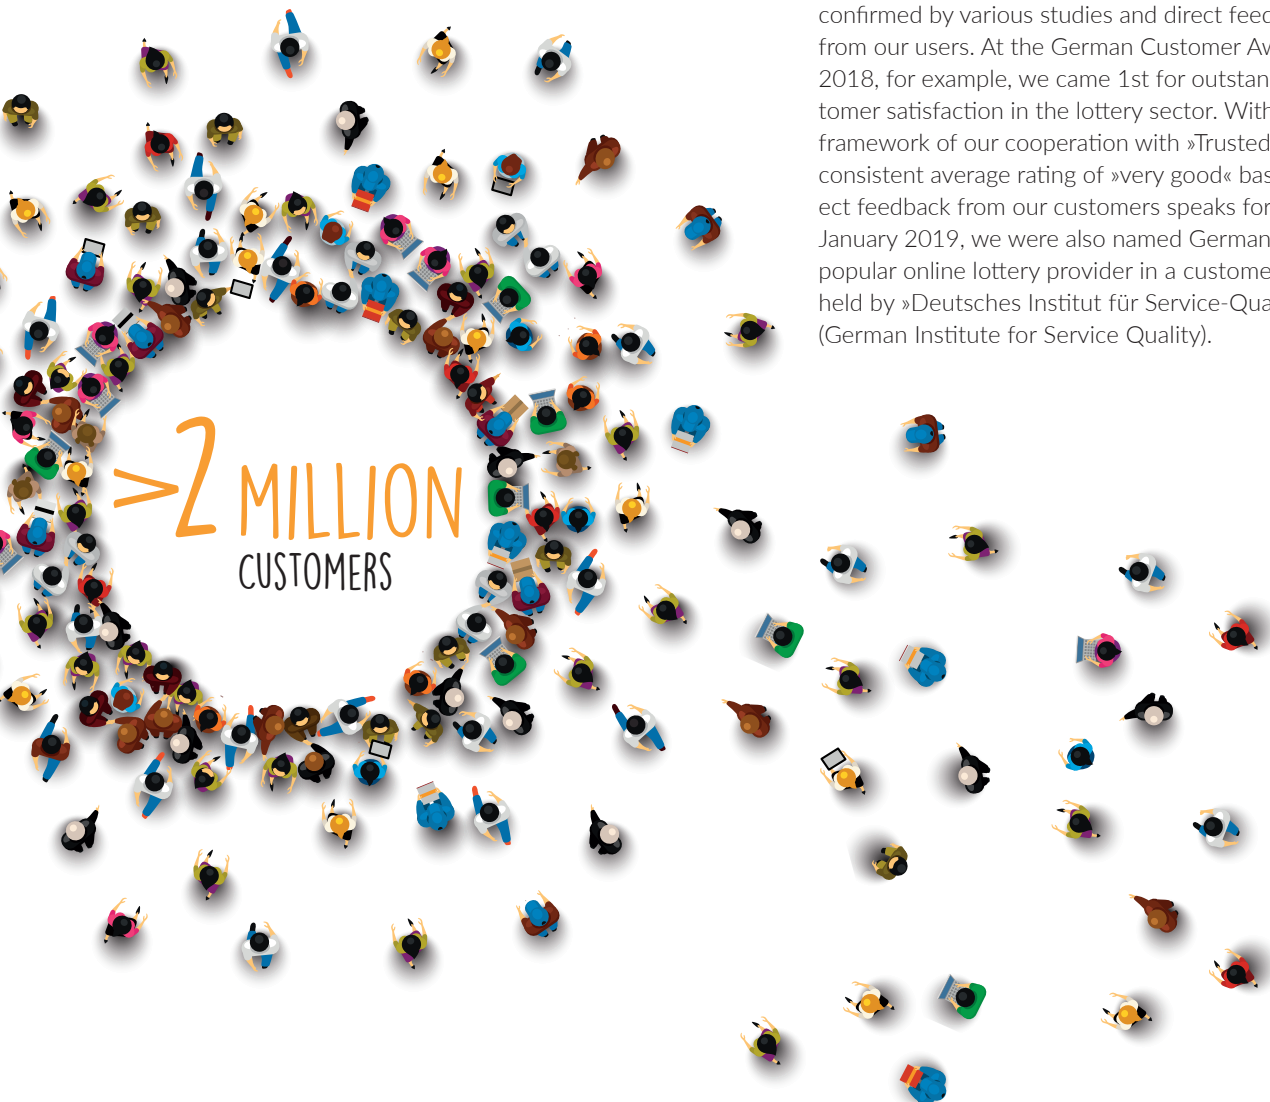 confirmed by various studies and direct feed
from our users. At the German Customer Aw
2018, for example, we came 1st for outstan
tomer satisfaction in the lottery sector. With
framework of our cooperation with »Trusted
consistent average rating of »very good« bas
ect feedback from our customers speaks for
January 2019, we were also named German
popular online lottery provider in a custome
held by »Deutsches Institut für Service-Qua
(German Institute for Service Quality).
>2 MILLION
CUSTOMERS